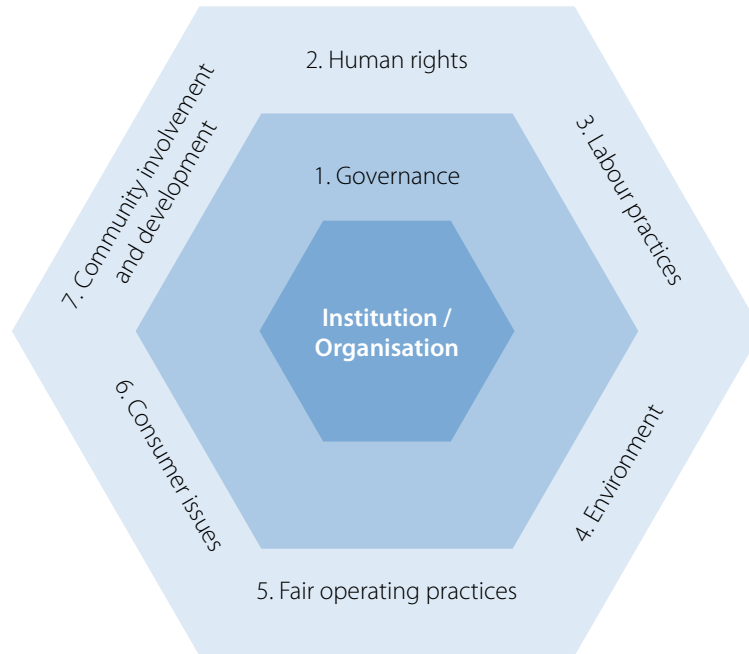 2. Human rights
3. Labour practices
1. Governance
7. Community involvement
and development
Institution /
Organisation
6. Consumer issues
4. Environment
5. Fair operating practices